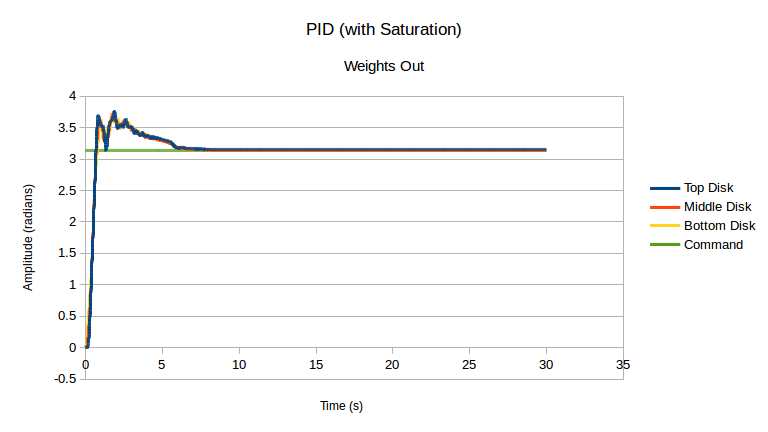 PID (with Saturation)
Weights Out
4
3.5
3
2.5
2
1.5
1
0.5
0
-0.5
0 5 10 15 20 25 30 35
Amplitude (radians)
Time (s)
Top Disk
Middle Disk
Bottom Disk
Command